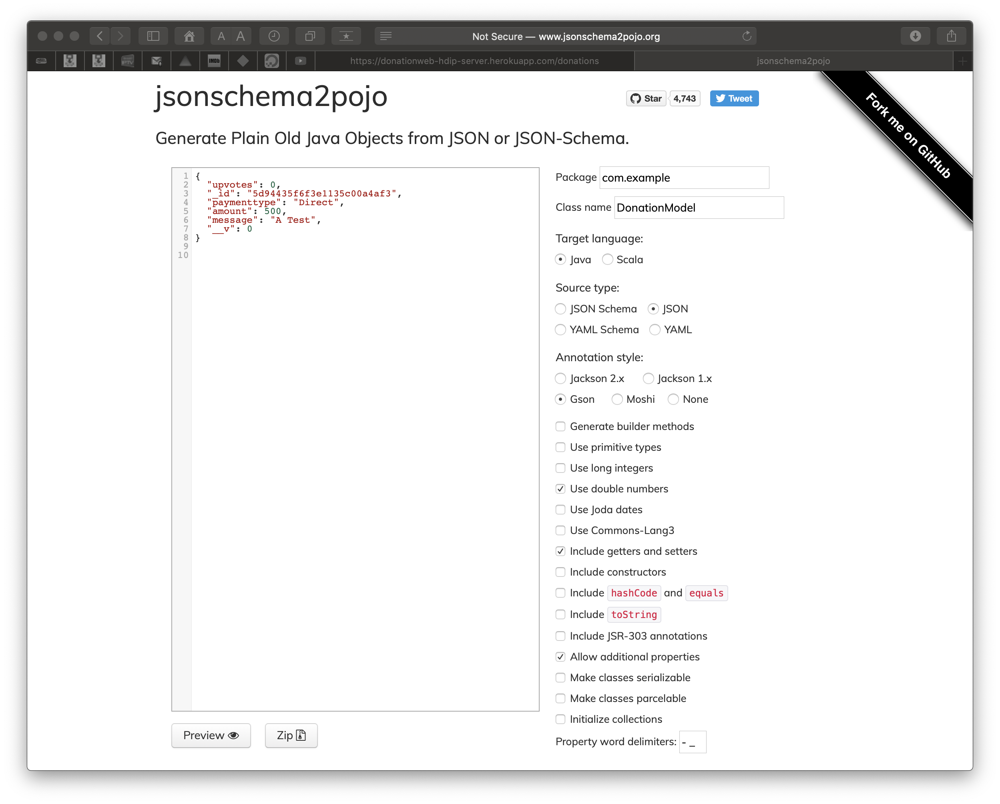 A A
Not Secure — www.jsonschema2pojo.org
IMDb
https://donationweb-hdip-server.herokuapp.com/donations
jsonschema2pojo
jsonschema2pojo
Star 4,743
Tweet
Fork me on GitHub
Generate Plain Old Java Objects from JSON or JSON-Schema.
1 {
2 "upvotes": 0,
3 "_id": "5d94435f6f3e1135c00a4af3",
4 "paymenttype": "Direct",
5 "amount": 500,
6 "message": "A Test",
7 "__v": 0
8 }
9
10
Package com.example
Class name DonationModel
Target language:
Java Scala
Source type:
JSON Schema JSON
YAML Schema YAML
Annotation style:
Jackson 2.x Jackson 1.x
Gson Moshi None
Generate builder methods
Use primitive types
Use long integers
Use double numbers
Use Joda dates
Use Commons-Lang3
Include getters and setters
Include constructors
Include hashCode and equals
Include toString
Include JSR-303 annotations
Allow additional properties
Make classes serializable
Make classes parcelable
Initialize collections
Property word delimiters: - _
Preview
Zip